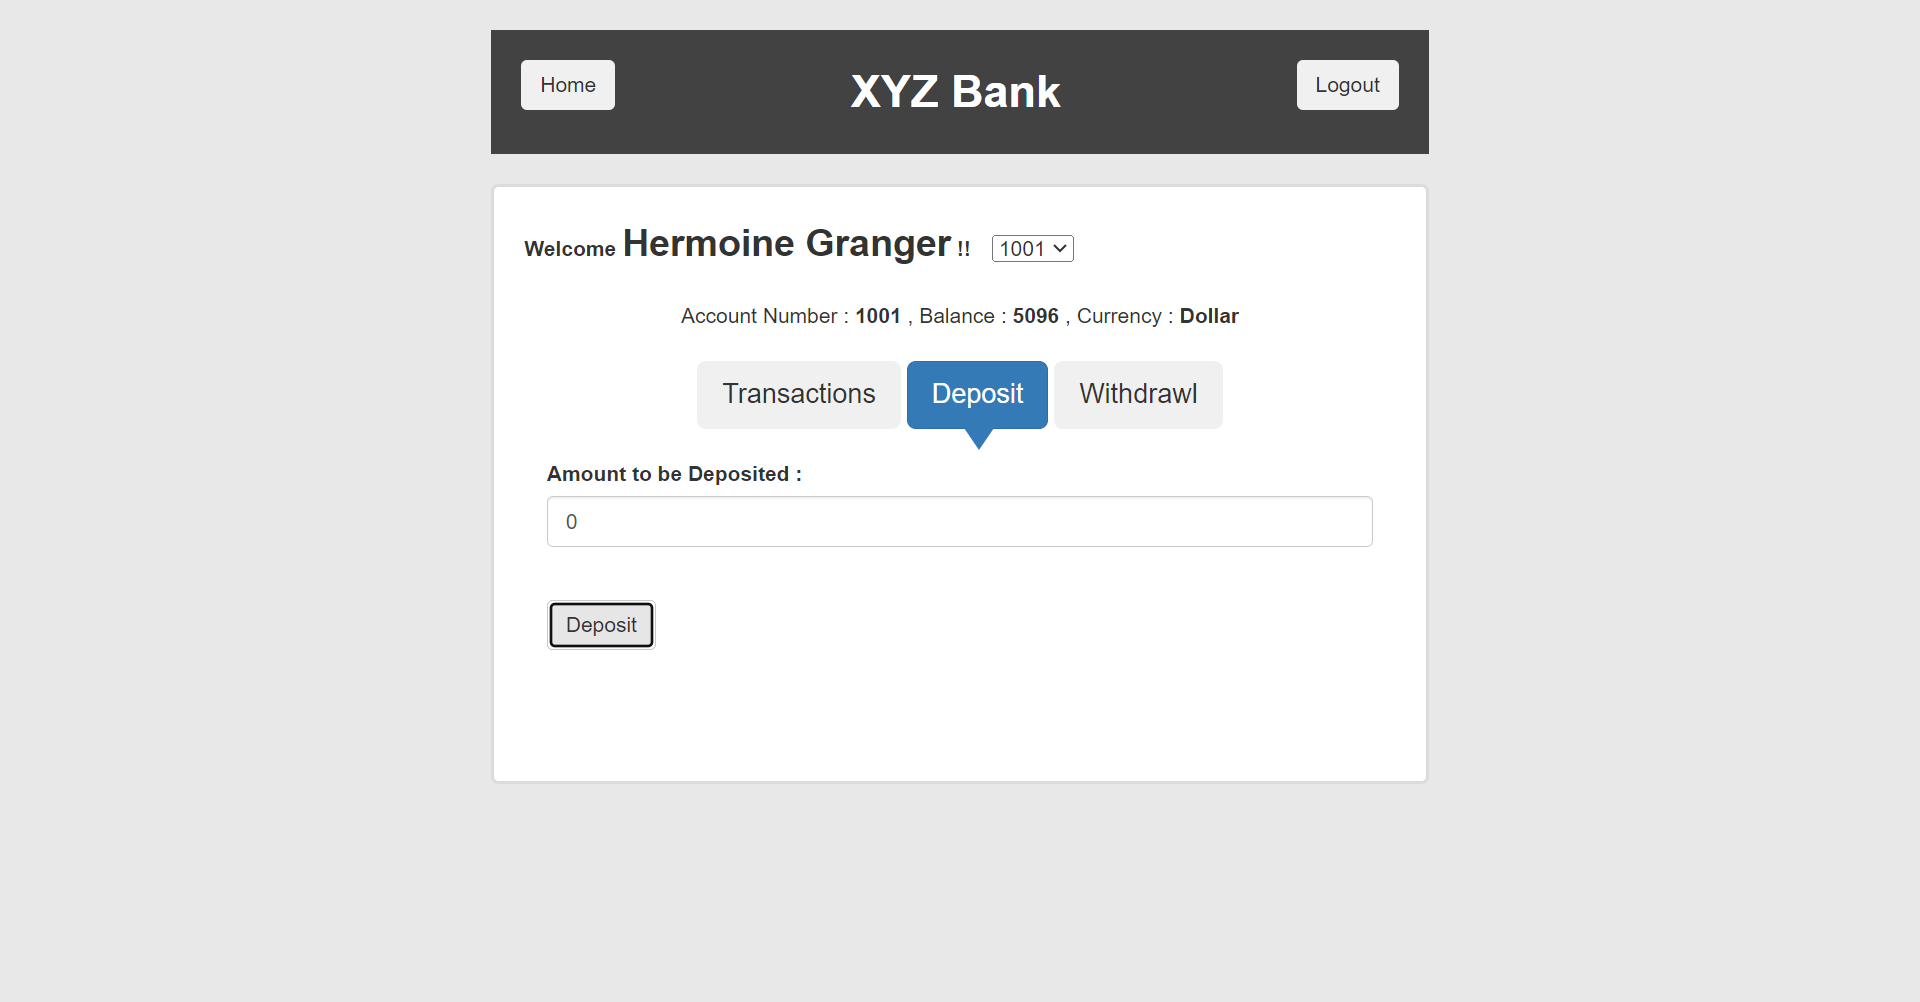 Home
XYZ Bank
Logout
Welcome Hermoine Granger !! 1001
Account Number : 1001 , Balance : 5096 , Currency : Dollar
Transactions
Deposit
Withdrawl
Amount to be Deposited :
0
Deposit